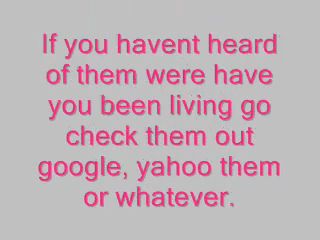 If you havent heard
of them were have
you been living go
check them out
google, yahoo them
or whatever.